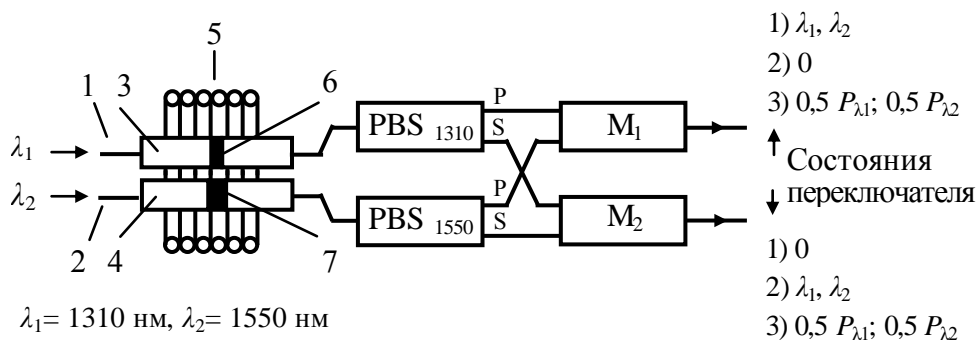 1) λ1, λ2
2) 0
3) 0,5 Pλ1; 0,5 Pλ2
5
1 3 6
PBS 1310
P
S
M1
λ1
Состояния
переключателя
λ2
PBS 1550
P
S
M2
2 4 7
1) 0
2) λ1, λ2
3) 0,5 Pλ1; 0,5 Pλ2
λ1= 1310 нм, λ2= 1550 нм